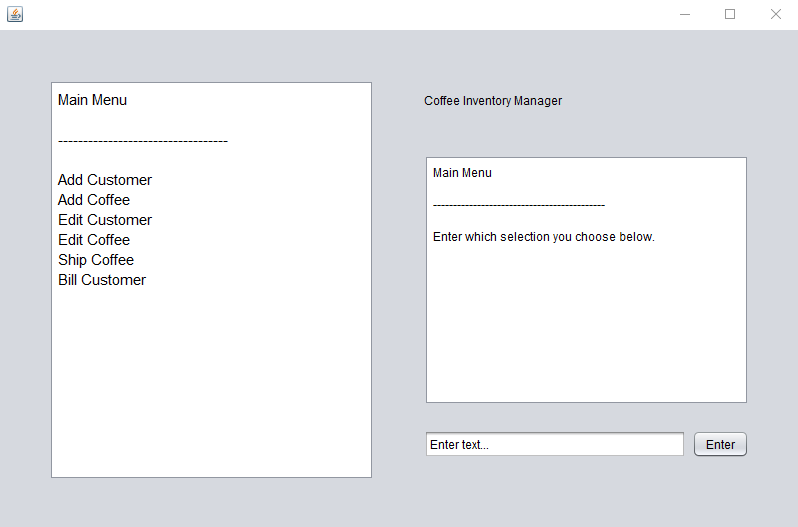 Main Menu
----------------------------------
Add Customer
Add Coffee
Edit Customer
Edit Coffee
Ship Coffee
Bill Customer
Coffee Inventory Manager
Main Menu
-------------------------------------------
Enter which selection you choose below.
Enter text...
Enter